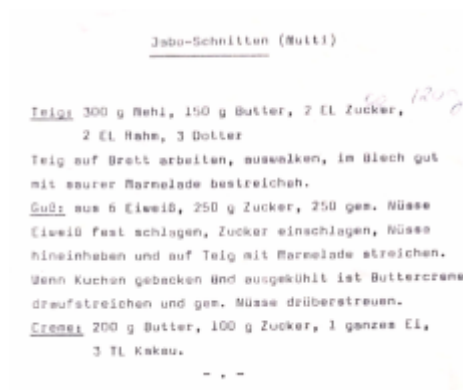 Jabo-Schnitten (Mutti)
Teig: 300 g Mehl, 150 g Butter, 2 EL Zucker,
2 EL Rahm, 3 Dotter
Teig auf Brett arbeiten, auswalken, im Blech gut
mit saurer Marmelade bestreichen.
Guß: aus 6 Eiweiß, 250 g Zucker, 250 gem. Nüsse
Eiweiß fest schlagen, Zucker einschlagen, Nüsse
hineinheben und auf Teig mit Marmelade streichen.
Wenn Kuchen gebacken und ausgekühlt ist Buttercreme
draufstreichen und gem. Nüsse drüberstreuen.
Creme: 200 g Butter, 100 g Zucker, 1 ganzes Ei,
3 TL Kakau.
- . -